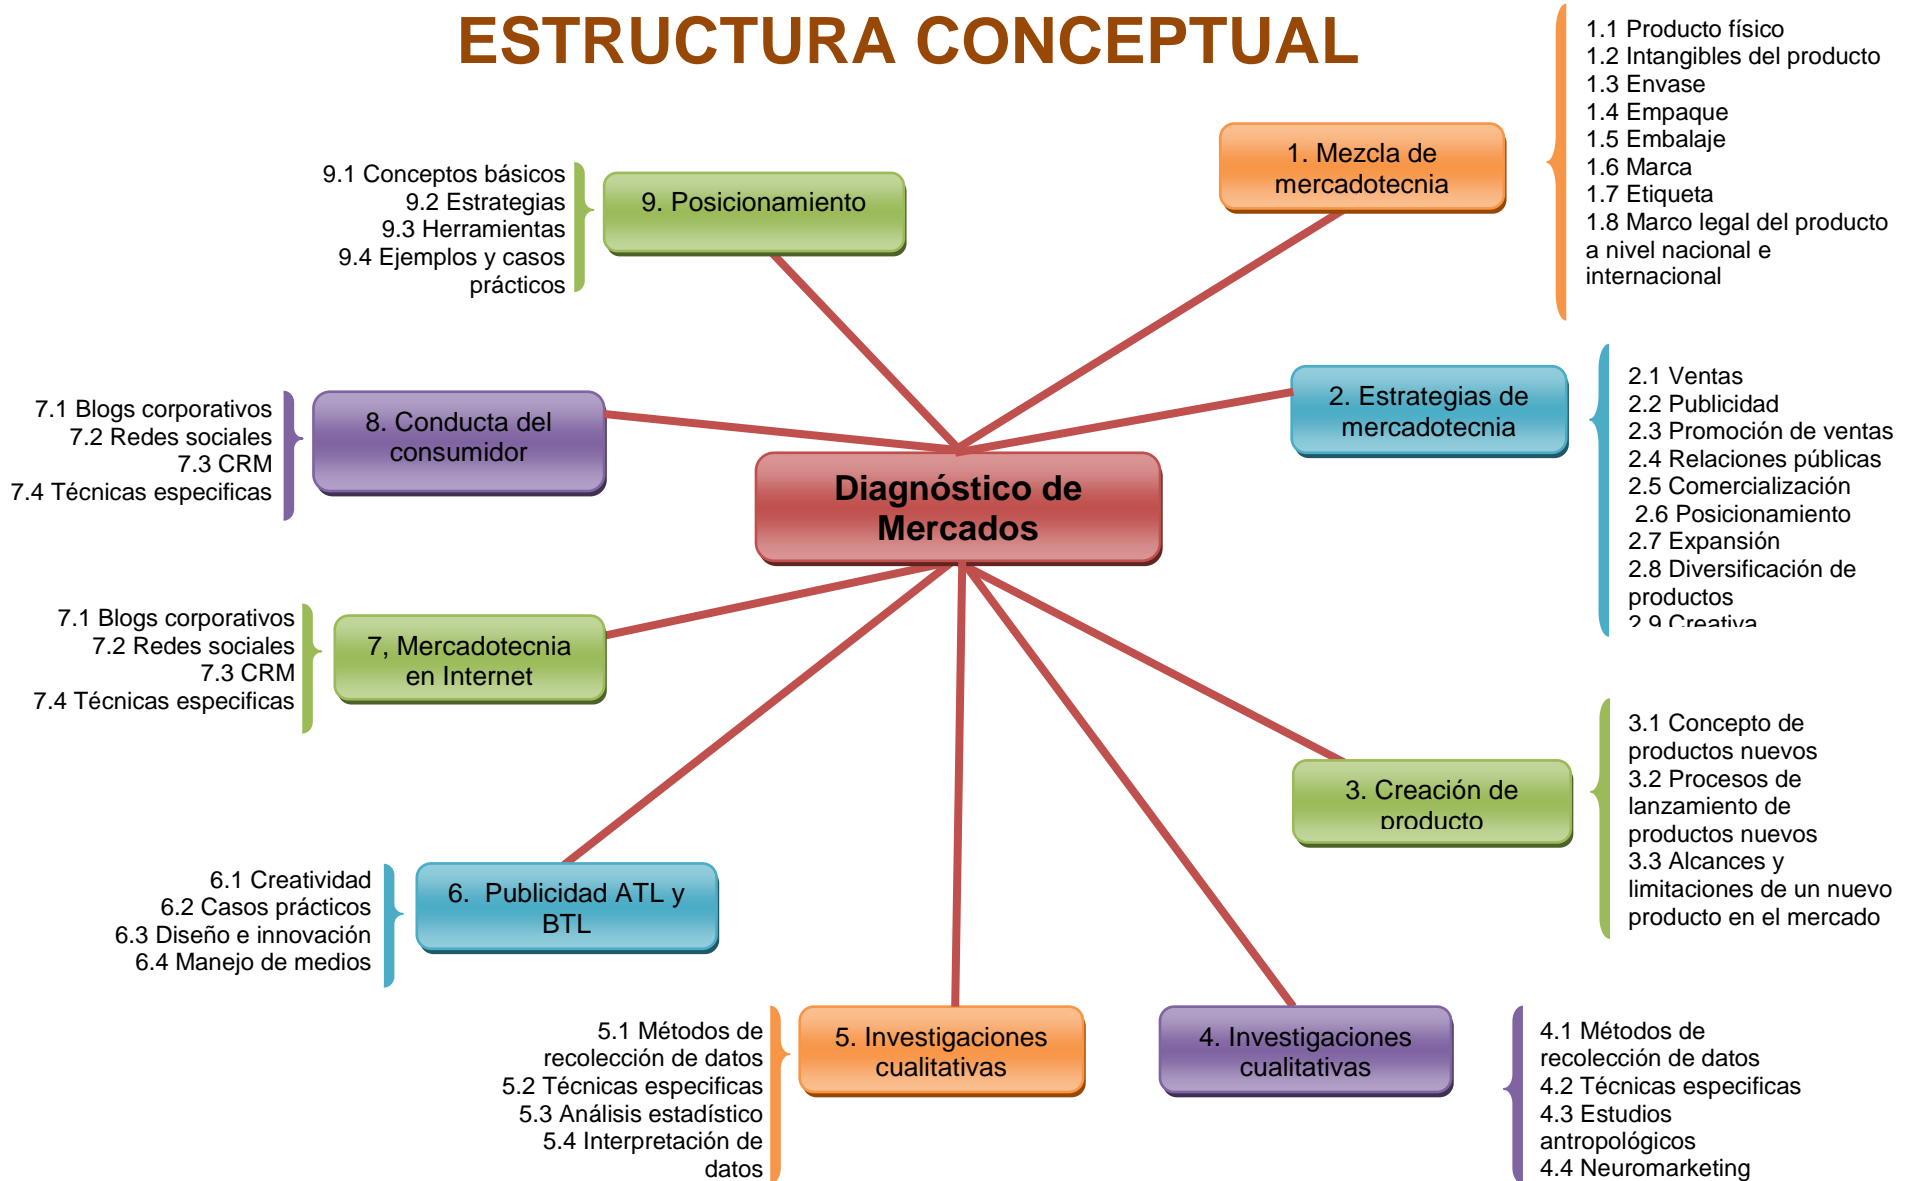 ESTRUCTURA CONCEPTUAL
1. Mezcla de
mercadotecnia
1.1 Producto físico
1.2 Intangibles del producto
1.3 Envase
1.4 Empaque
1.5 Embalaje
1.6 Marca
1.7 Etiqueta
1.8 Marco legal del producto
a nivel nacional e
internacional
2. Estrategias de
mercadotecnia
2.1 Ventas
2.2 Publicidad
2.3 Promoción de ventas
2.4 Relaciones públicas
2.5 Comercialización
2.6 Posicionamiento
2.7 Expansión
2.8 Diversificación de
productos
2.9 Creativa
3. Creación de
producto
3.1 Concepto de
productos nuevos
3.2 Procesos de
lanzamiento de
productos nuevos
3.3 Alcances y
limitaciones de un nuevo
producto en el mercado
4. Investigaciones
cualitativas
4.1 Métodos de
recolección de datos
4.2 Técnicas especificas
4.3 Estudios
antropológicos
4.4 Neuromarketing
5. Investigaciones
cualitativas
5.1 Métodos de
recolección de datos
5.2 Técnicas especificas
5.3 Análisis estadístico
5.4 Interpretación de
datos
6. Publicidad ATL y
BTL
6.1 Creatividad
6.2 Casos prácticos
6.3 Diseño e innovación
6.4 Manejo de medios
7, Mercadotecnia
en Internet
7.1 Blogs corporativos
7.2 Redes sociales
7.3 CRM
7.4 Técnicas especificas
8. Conducta del
consumidor
7.1 Blogs corporativos
7.2 Redes sociales
7.3 CRM
7.4 Técnicas especificas
9. Posicionamiento
9.1 Conceptos básicos
9.2 Estrategias
9.3 Herramientas
9.4 Ejemplos y casos
prácticos
Diagnóstico de
Mercados